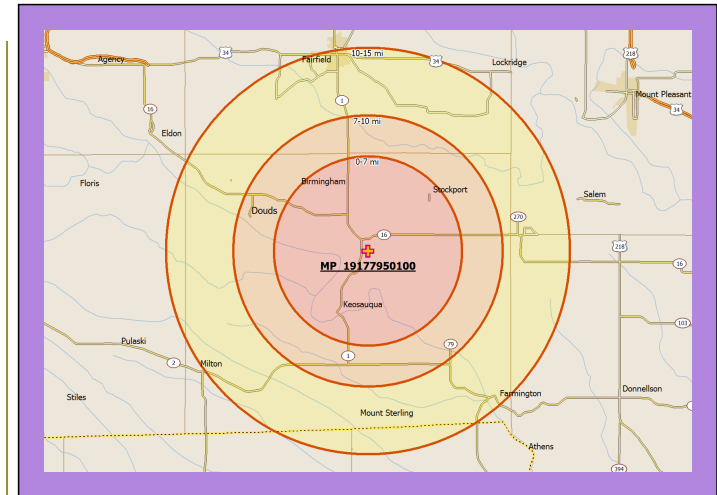 10-15 mi
34
218
Agency
Fairfield
34
Lockridge
Mount Pleasant
1
16
34
7-10 mi
Eldon
0-7 mi
Floris
Birmingham
Stockport
Salem
Douds
270
16
218
MP 19177950100
16
Keosauqua
103
Pulaski
79
1
2
Milton
Donnellson
Stiles
Farmington
Mount Sterling
Athens
394